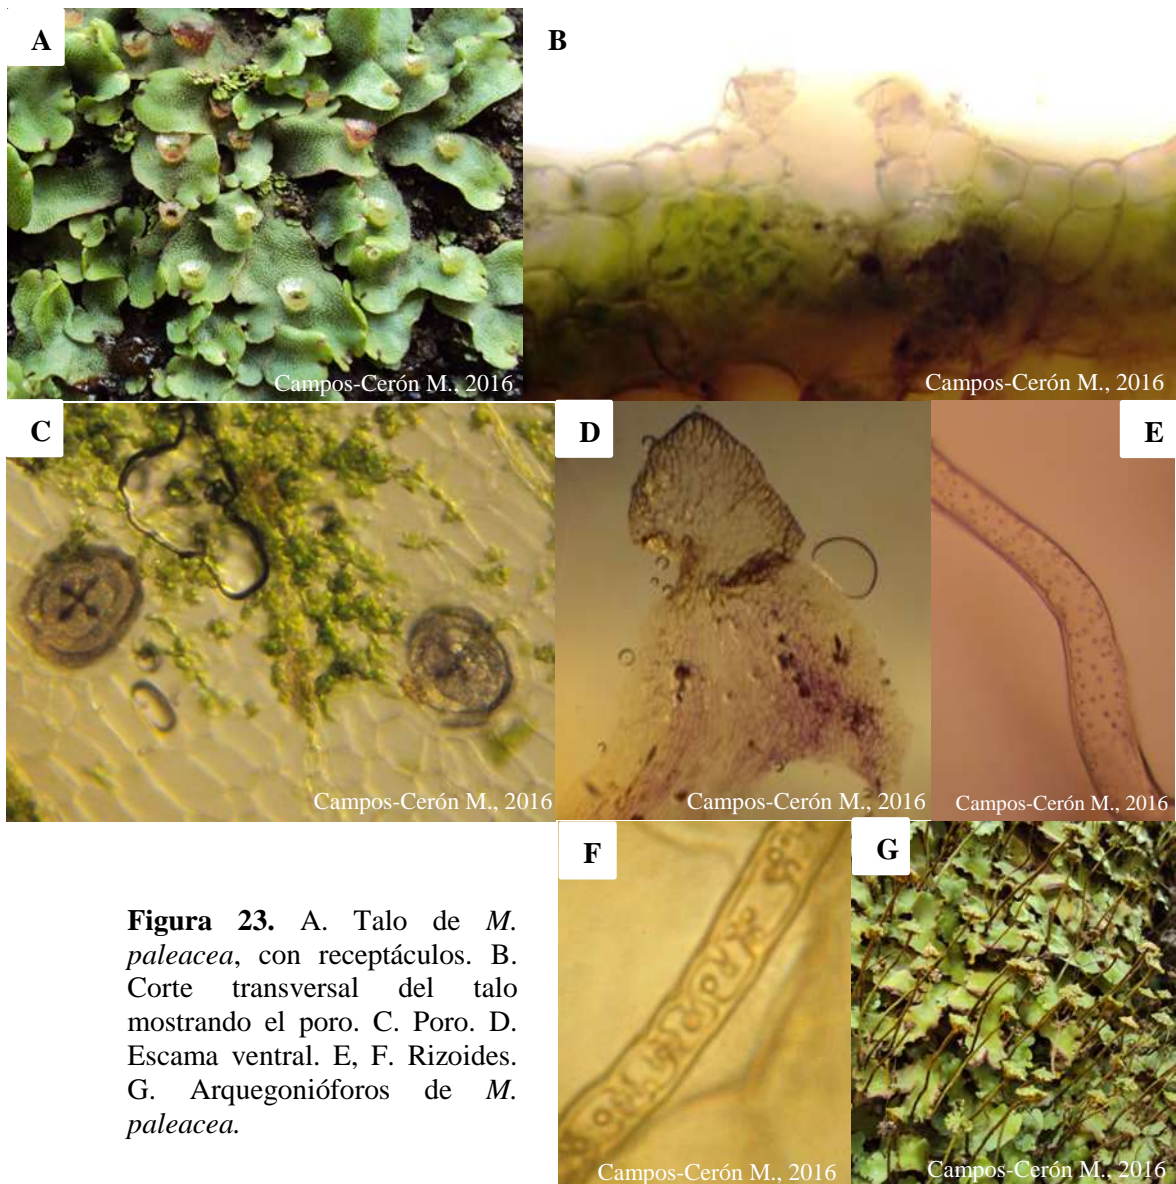 A
B
Campos-Cerón M., 2016
Campos-Cerón M., 2016
C
D
E
Campos-Cerón M., 2016
Campos-Cerón M., 2016
Campos-Cerón M., 2016
F
G
Figura 23. A. Talo de M.
paleacea, con receptáculos. B.
Corte transversal del talo
mostrando el poro. C. Poro. D.
Escama ventral. E, F. Rizoides.
G. Arquegonióforos de M.
paleacea.
Campos-Cerón M., 2016
Campos-Cerón M., 2016